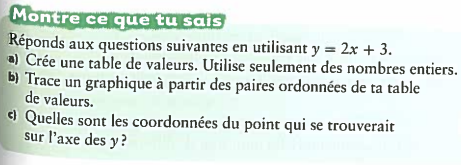 Montre ce que tu sais
Réponds aux questions suivantes en utilisant y = 2x + 3.
a) Crée une table de valeurs. Utilise seulement des nombres entiers.
b) Trace un graphique à partir des paires ordonnées de ta table
de valeurs.
c) Quelles sont les coordonnées du point qui se trouverait
sur l'axe des y?